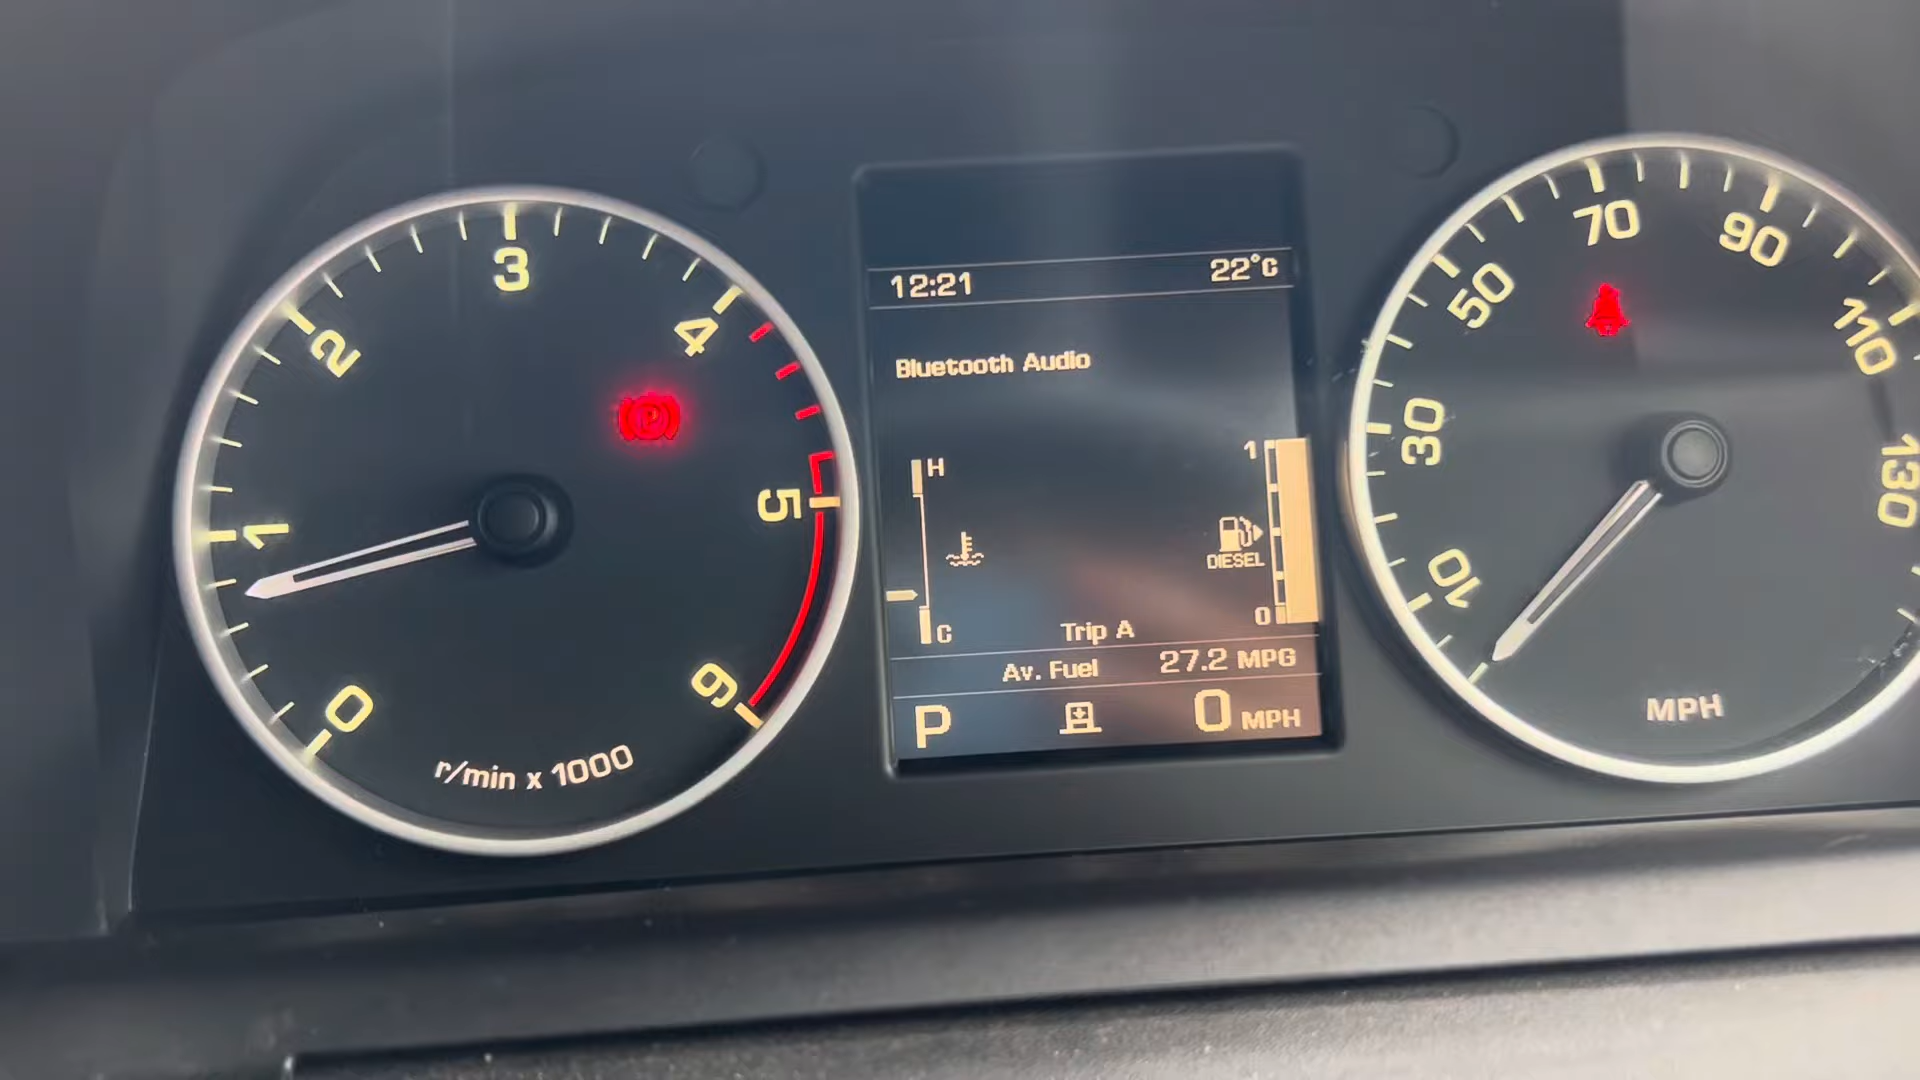 0
1
2
3
4
5
6
r/min x 1000
P
12:21 22°C
Bluetooth Audio
H
C
1
0
DIESEL
Trip A
Av. Fuel 27.2 MPG
P 0 MPH
10
30
50
70
90
110
130
MPH